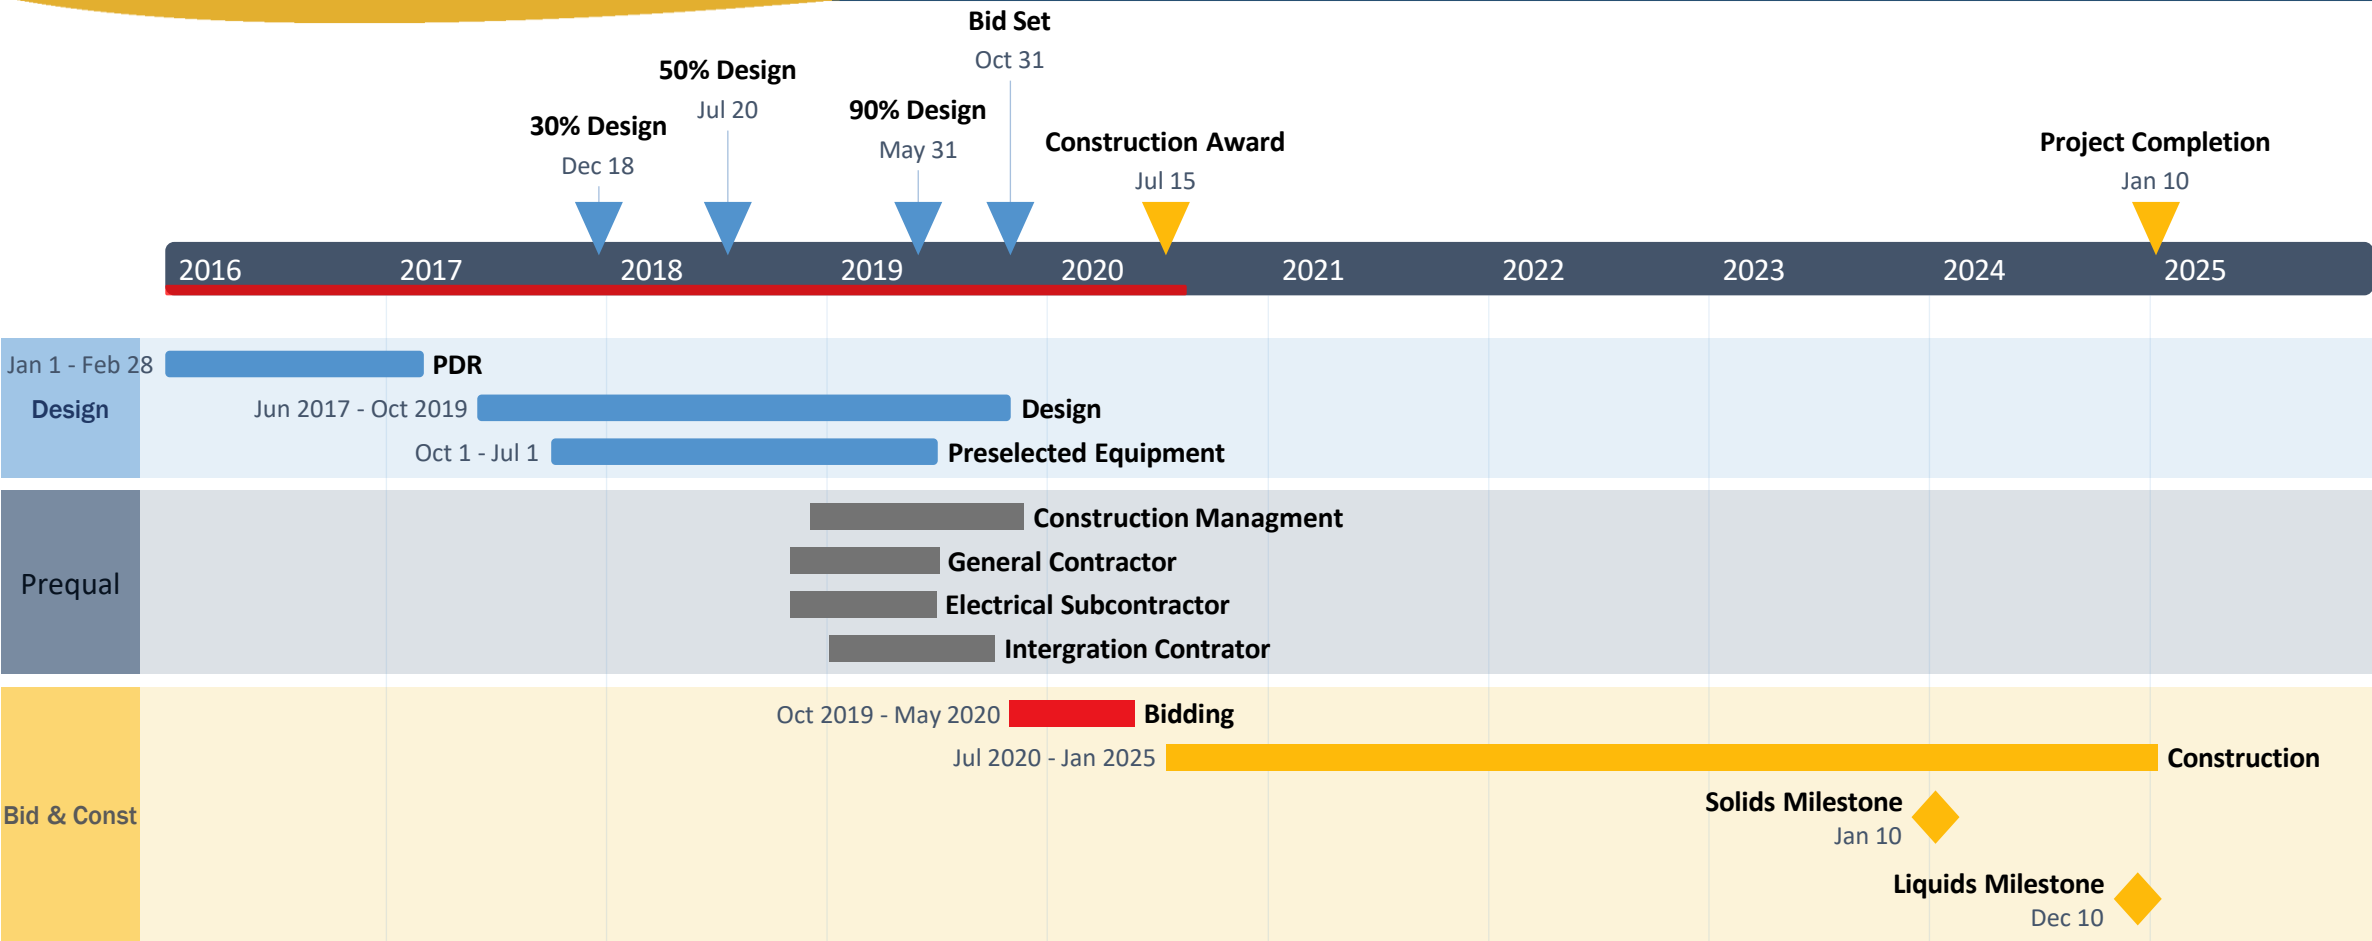 Bid Set
Oct 31
50% Design
Jul 20
90% Design
May 31
30% Design
Dec 18
Construction Award
Jul 15
Project Completion
Jan 10
2016 2017 2018 2019 2020 2021 2022 2023 2024 2025
Jan 1 - Feb 28 PDR
Design
Jun 2017 - Oct 2019 Design
Oct 1 - Jul 1 Preselected Equipment
Prequal
Construction Managment
General Contractor
Electrical Subcontractor
Intergration Contrator
Bid & Const
Oct 2019 - May 2020 Bidding
Jul 2020 - Jan 2025 Construction
Solids Milestone
Jan 10
Liquids Milestone
Dec 10